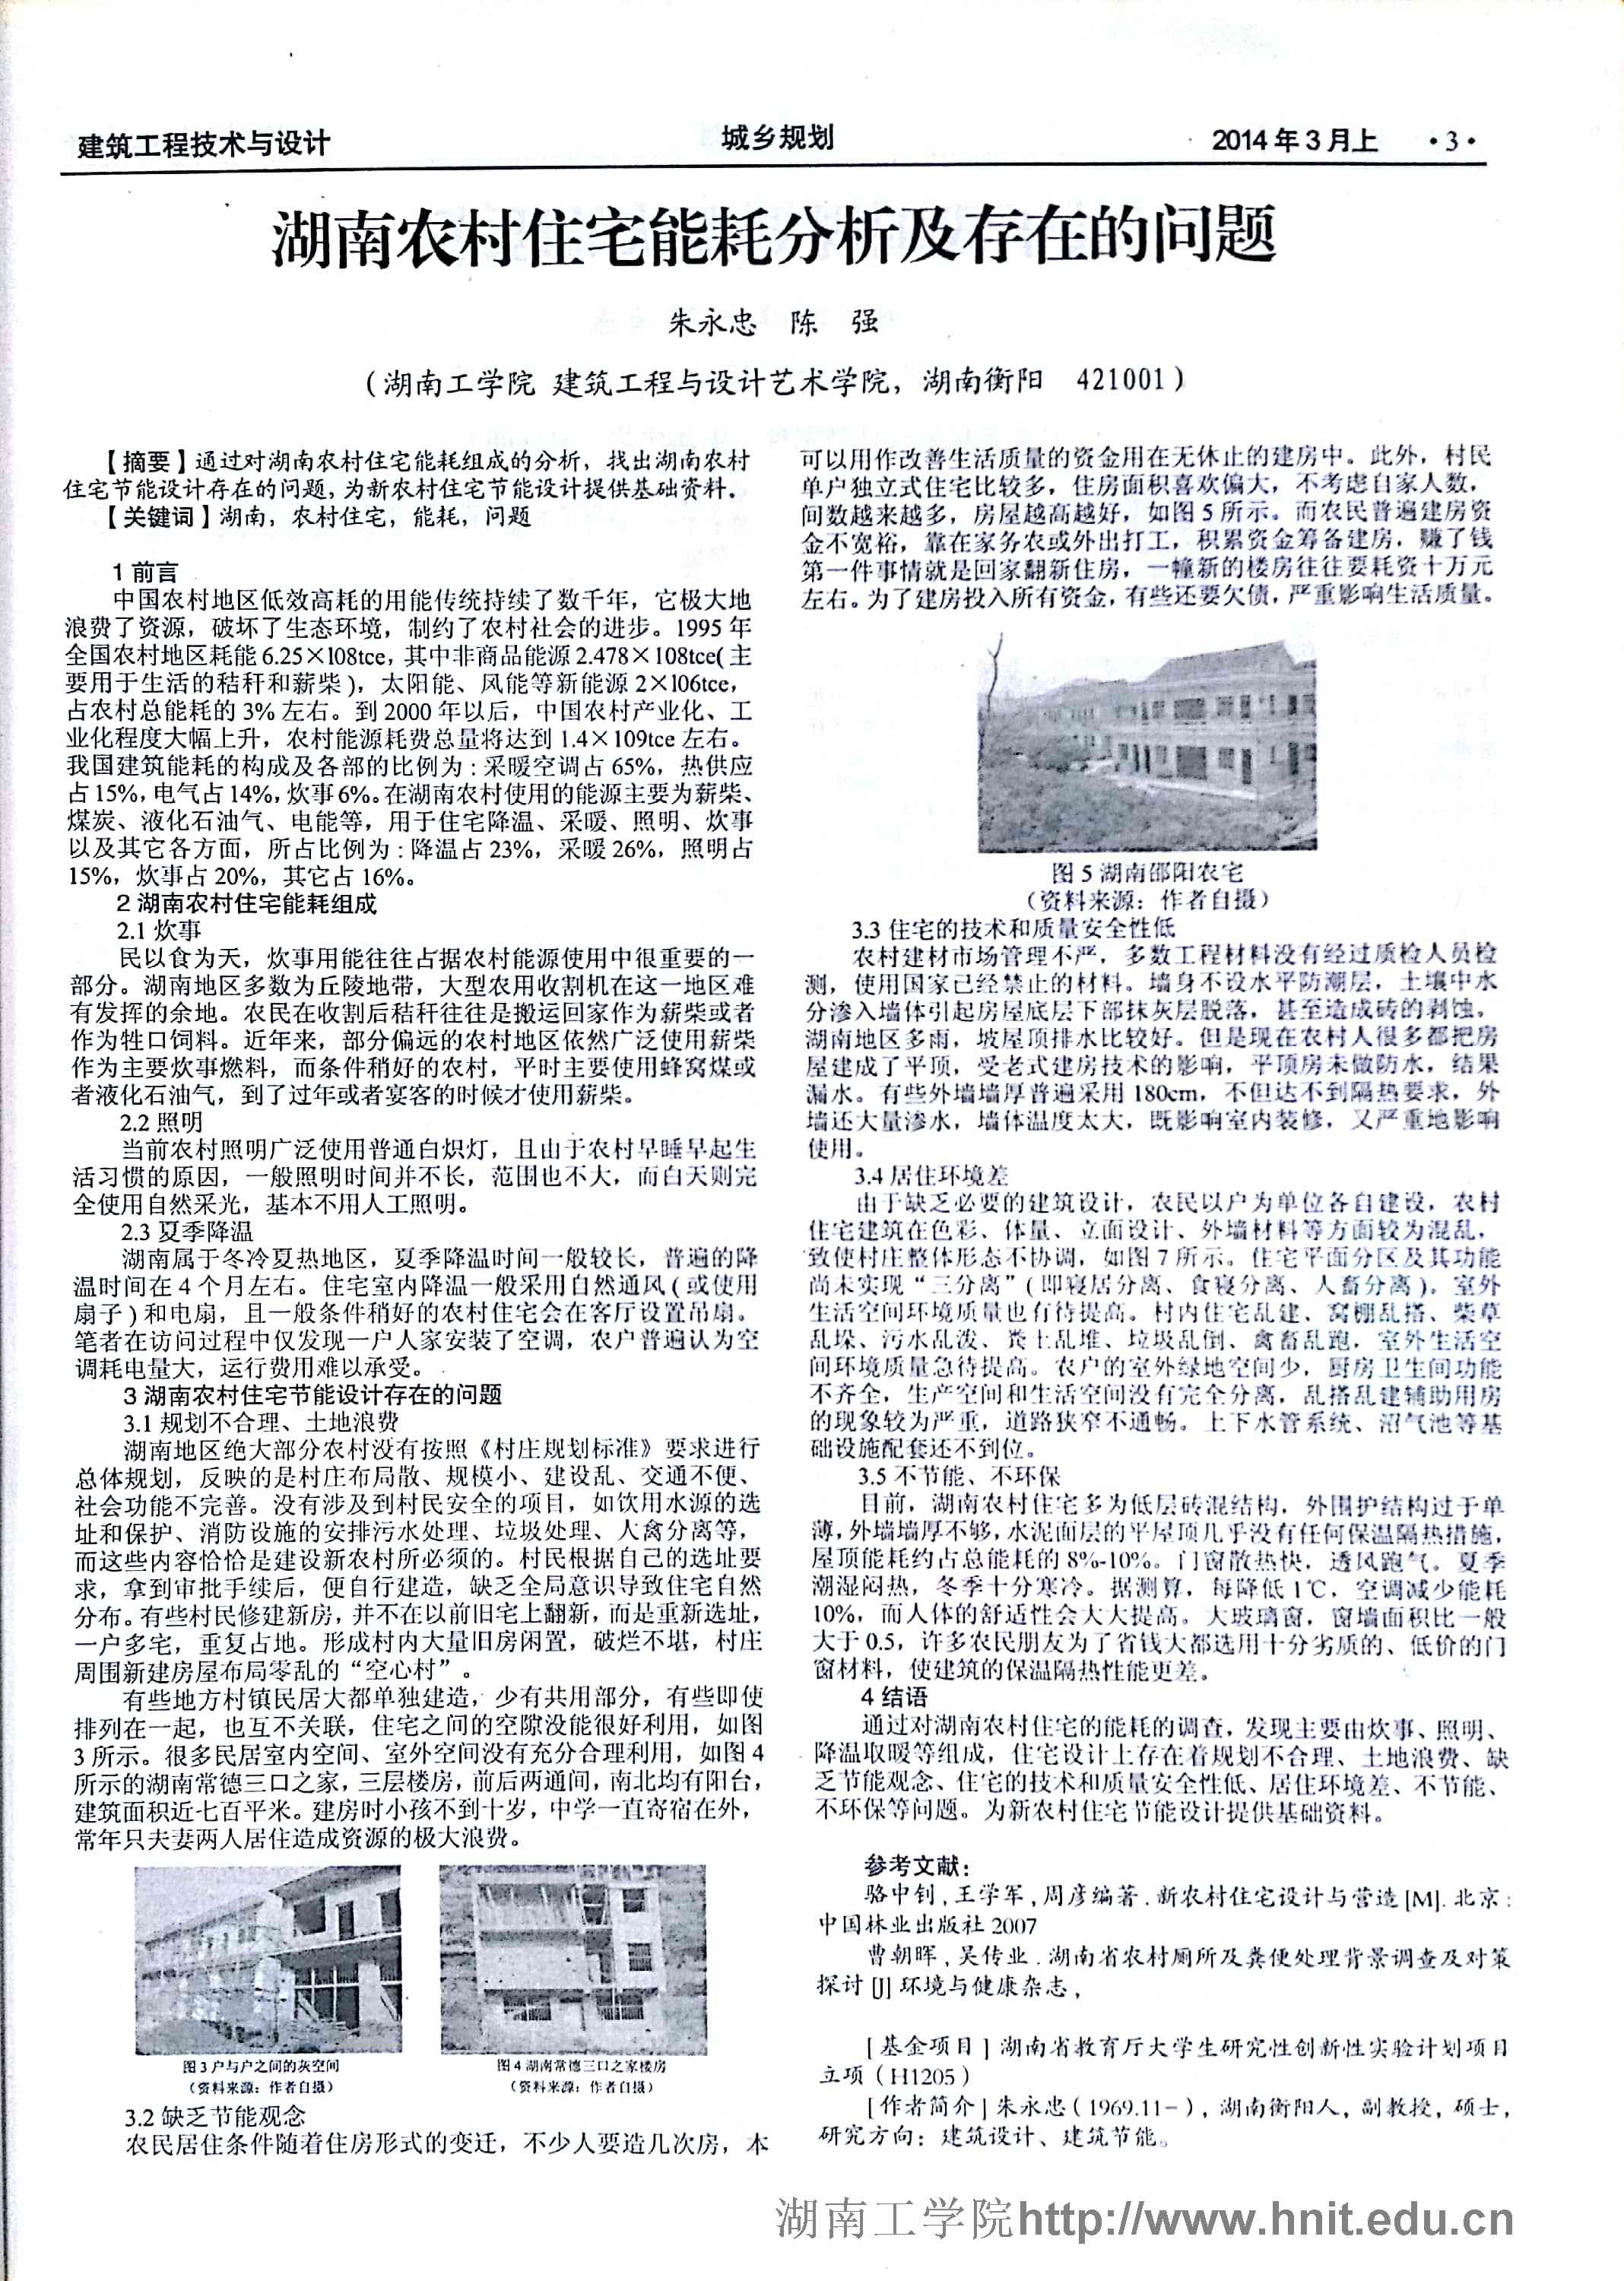 建筑工程技术与设计
城乡规划
2014年3月上 ·3·
湖南农村住宅能耗分析及存在的问题
朱永忠 陈 强
(湖南工学院 建筑工程与设计艺术学院,湖南衡阳 421001)
【摘要】通过对湖南农村住宅能耗组成的分析,找出湖南农村
住宅节能设计存在的问题,为新农村住宅节能设计提供基础资料.
【关键词】湖南,农村住宅,能耗,问题
1 前言
中国农村地区低效高耗的用能传统持续了数千年,它极大地
浪费了资源,破坏了生态环境,制约了农村社会的进步。1995 年
全国农村地区耗能6.25×108tce,其中非商品能源2.478×108tce(主
要用于生活的秸秆和薪柴),太阳能、风能等新能源2×106tce,
占农村总能耗的 3% 左右。到2000 年以后,中国农村产业化、工
业化程度大幅上升,农村能源耗费总量将达到 1.4×109tce 左右。
我国建筑能耗的构成及各部的比例为:采暖空调占 65%,热供应
占15%,电气占14%,炊事6%。在湖南农村使用的能源主要为薪柴、
煤炭、液化石油气、电能等,用于住宅降温、采暖、照明、炊事
以及其它各方面,所占比例为:降温占 23%,采暖 26%,照明占
15%,炊事占20%,其它占16%。
2 湖南农村住宅能耗组成
2.1 炊事
民以食为天,炊事用能往往占据农村能源使用中很重要的一
部分。湖南地区多数为丘陵地带,大型农用收割机在这一地区难
有发挥的余地。农民在收割后秸秆往往是搬运回家作为薪柴或者
作为牲口饲料。近年来,部分偏远的农村地区依然广泛使用薪柴
作为主要炊事燃料,而条件稍好的农村,平时主要使用蜂窝煤或
者液化石油气,到了过年或者宴客的时候才使用薪柴。
2.2 照明
当前农村照明广泛使用普通白炽灯,且由于农村早睡早起生
活习惯的原因,一般照明时间并不长,范围也不大,而白天则完
全使用自然采光,基本不用人工照明。
2.3 夏季降温
湖南属于冬冷夏热地区,夏季降温时间一般较长,普遍的降
温时间在 4 个月左右。住宅室内降温一般采用自然通风(或使用
扇子)和电扇,且一般条件稍好的农村住宅会在客厅设置吊扇。
笔者在访问过程中仅发现一户人家安装了空调,农户普遍认为空
调耗电量大,运行费用难以承受。
3 湖南农村住宅节能设计存在的问题
3.1 规划不合理、土地浪费
湖南地区绝大部分农村没有按照《村庄规划标准》要求进行
总体规划,反映的是村庄布局散、规模小、建设乱、交通不便、
社会功能不完善。没有涉及到村民安全的项目,如饮用水源的选
址和保护、消防设施的安排污水处理、垃圾处理、人禽分离等,
而这些内容恰恰是建设新农村所必须的。村民根据自己的选址要
求,拿到审批手续后,便自行建造,缺乏全局意识导致住宅自然
分布。有些村民修建新房,并不在以前旧宅上翻新,而是重新选址,
一户多宅,重复占地。形成村内大量旧房闲置,破烂不堪,村庄
周围新建房屋布局零乱的“空心村”。
有些地方村镇民居大都单独建造,少有共用部分,有些即使
排列在一起,也互不关联,住宅之间的空隙没能很好利用,如图
3 所示。很多民居室内空间、室外空间没有充分合理利用,如图 4
所示的湖南常德三口之家,三层楼房,前后两通间,南北均有阳台,
建筑面积近七百平米。建房时小孩不到十岁,中学一直寄宿在外,
常年只夫妻两人居住造成资源的极大浪费。
图 3 户与户之间的灰空间
(资料来源:作者自摄)
图 4 湖南常德三口之家楼房
(资料来源:作者自摄)
3.2 缺乏节能观念
农民居住条件随着住房形式的变迁,不少人要造几次房,本
可以用作改善生活质量的资金用在无休止的建房中。此外,村民
单户独立式住宅比较多,住房面积喜欢偏大,不考虑自家人数,
间数越来越多,房屋越高越好,如图 5 所示。而农民普遍建房资
金不宽裕,靠在家务农或外出打工,积累资金筹备建房,赚了钱
第一件事情就是回家翻新住房,一幢新的楼房往往要耗资十万元
左右。为了建房投入所有资金,有些还要欠债,严重影响生活质量。
图 5 湖南邵阳农宅
(资料来源:作者自摄)
3.3 住宅的技术和质量安全性低
农村建材市场管理不严,多数工程材料没有经过质检人员检
测,使用国家已经禁止的材料。墙身不设水平防潮层,土壤中水
分渗入墙体引起房屋底层下部抹灰层脱落,甚至造成砖的剥蚀。
湖南地区多雨,坡屋顶排水比较好。但是现在农村人很多都把房
屋建成了平顶,受老式建房技术的影响,平顶房未做防水,结果
漏水。有些外墙墙厚普遍采用 180cm,不但达不到隔热要求,外
墙还大量渗水,墙体温度太大,既影响室内装修,又严重地影响
使用。
3.4 居住环境差
由于缺乏必要的建筑设计,农民以户为单位各自建设,农村
住宅建筑在色彩、体量、立面设计、外墙材料等方面较为混乱,
致使村庄整体形态不协调,如图 7 所示。住宅平面分区及其功能
尚未实现“三分离”(即寝居分离、食寝分离、人畜分离)。室外
生活空间环境质量也有待提高。村内住宅乱建、窝棚乱搭、柴草
乱垛、污水乱泼、粪土乱堆、垃圾乱倒、禽畜乱跑,室外生活空
间环境质量急待提高。农户的室外绿地空间少,厨房卫生间功能
不齐全,生产空间和生活空间没有完全分离,乱搭乱建辅助用房
的现象较为严重,道路狭窄不通畅。上下水管系统、沼气池等基
础设施配套还不到位。
3.5 不节能、不环保
目前,湖南农村住宅多为低层砖混结构,外围护结构过于单
薄,外墙墙厚不够,水泥面层的平屋顶几乎没有任何保温隔热措施,
屋顶能耗约占总能耗的 8%-10%。门窗散热快,透风跑气。夏季
潮湿闷热,冬季十分寒冷。据测算,每降低 1℃,空调减少能耗
10%,而人体的舒适性会大大提高。大玻璃窗,窗墙面积比一般
大于 0.5,许多农民朋友为了省钱大都选用十分劣质的、低价的门
窗材料,使建筑的保温隔热性能更差。
4 结语
通过对湖南农村住宅的能耗的调查,发现主要由炊事、照明、
降温取暖等组成,住宅设计上存在着规划不合理、土地浪费、缺
乏节能观念、住宅的技术和质量安全性低、居住环境差、不节能、
不环保等问题。为新农村住宅节能设计提供基础资料。
参考文献:
骆中钊,王学军,周彦编著.新农村住宅设计与营造[M].北京:
中国林业出版社 2007
曹朝晖,吴传业.湖南省农村厕所及粪便处理背景调查及对策
探讨[J]环境与健康杂志,
[基金项目]湖南省教育厅大学生研究性创新性实验计划项目
立项(H1205)
[作者简介]朱永忠(1969.11-),湖南衡阳人,副教授,硕士,
研究方向:建筑设计、建筑节能。
湖南工学院http://www.hnit.edu.cn